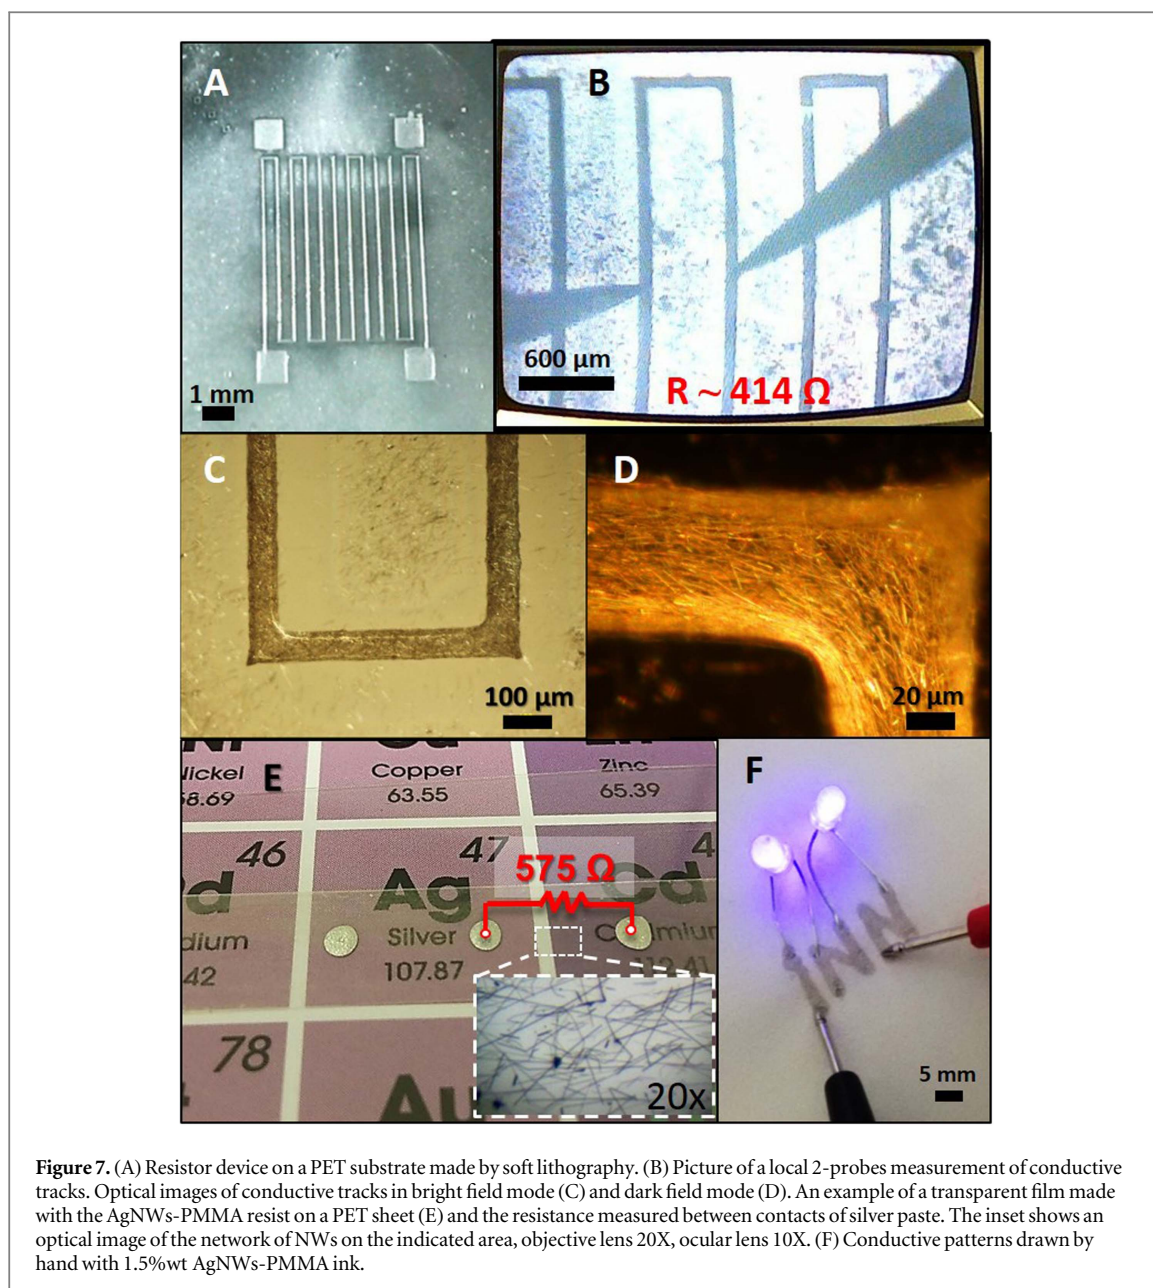 A
1 mm
B
600 µm
R ~ 414 Ω
C
100 µm
D
20 µm
E
Copper
63.55
Zinc
65.39
46
47
575 Ω
Ag
Cd
Silver
107.87
78
Au
20x
F
5 mm
Figure 7. (A) Resistor device on a PET substrate made by soft lithography. (B) Picture of a local 2-probes measurement of conductive
tracks. Optical images of conductive tracks in bright field mode (C) and dark field mode (D). An example of a transparent film made
with the AgNWs-PMMA resist on a PET sheet (E) and the resistance measured between contacts of silver paste. The inset shows an
optical image of the network of NWs on the indicated area, objective lens 20X, ocular lens 10X. (F) Conductive patterns drawn by
hand with 1.5%wt AgNWs-PMMA ink.